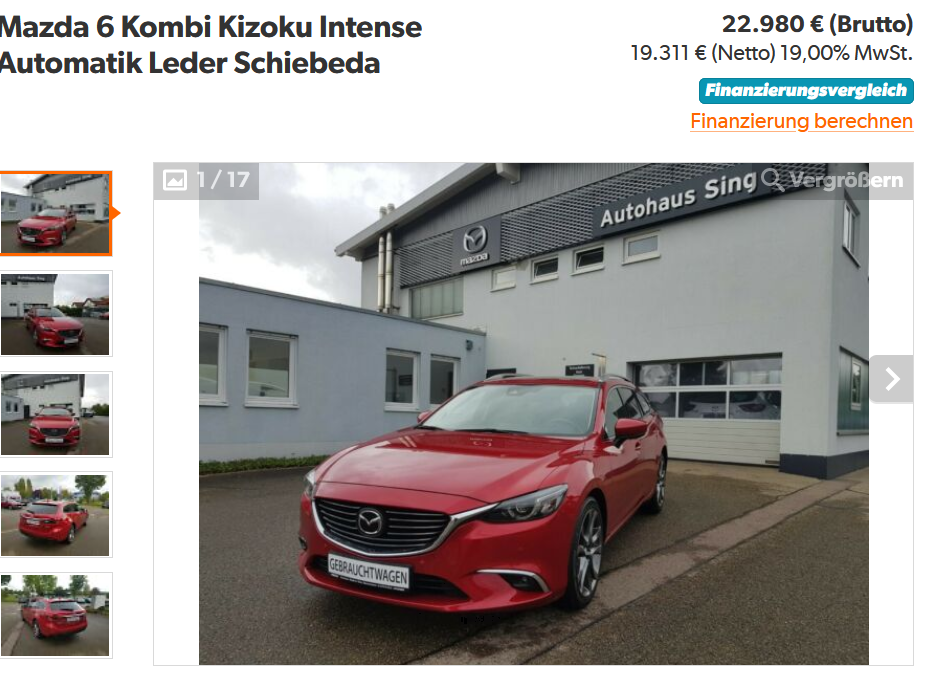 Mazda 6 Kombi Kizoku Intense
Automatik Leder Schiebeda
22.980 € (Brutto)
19.311 € (Netto) 19,00% MwSt.
Finanzierungsvergleich
Finanzierung berechnen
1 / 17
Vergrößern
Autohaus Sing
mazda
GEBRAUCHTWAGEN